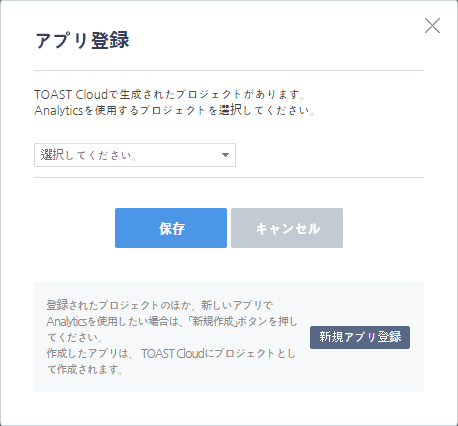 アプリ登録
TOAST Cloudで生成されたプロジェクトがあります。
Analyticsを使用するプロジェクトを選択してください。
選択してください。
保存
キャンセル
登録されたプロジェクトのほか、新しいアプリで
Analyticsを使用したい場合は、「新規作成」ボタンを押し
てください。
作成したアプリは、 TOAST Cloudにプロジェクトとし
て作成されます。
新規アプリ登録